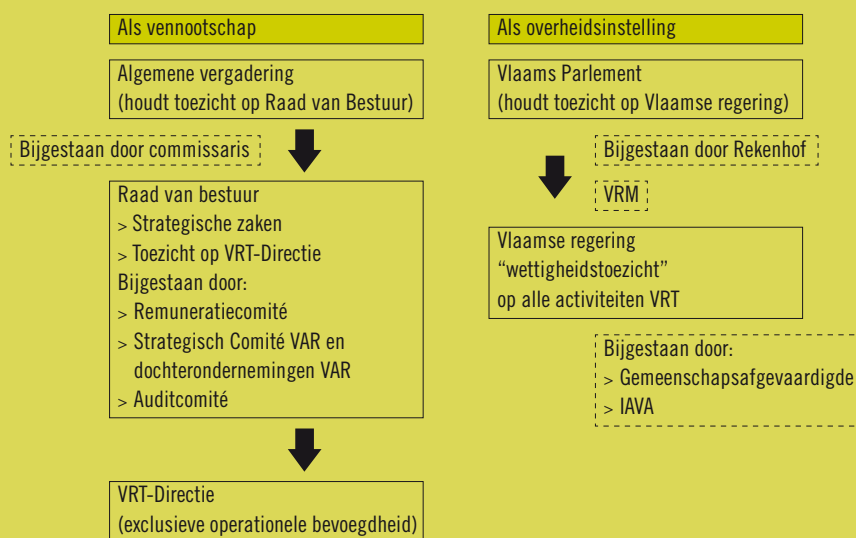 Als vennootschap
Algemene vergadering
(houdt toezicht op Raad van Bestuur)
Bijgestaan door commissaris
Raad van bestuur
> Strategische zaken
> Toezicht op VRT-Directie
Bijgestaan door:
> Remuneratiecomité
> Strategisch Comité VAR en
dochterondernemingen VAR
> Auditcomité
VRT-Directie
(exclusieve operationele bevoegdheid)
Als overheidsinstelling
Vlaams Parlement
(houdt toezicht op Vlaamse regering)
Bijgestaan door Rekenhof
VRM
Vlaamse regering
“wettigheidstoezicht”
op alle activiteiten VRT
Bijgestaan door:
> Gemeenschapsafgevaardigde
> IAVA